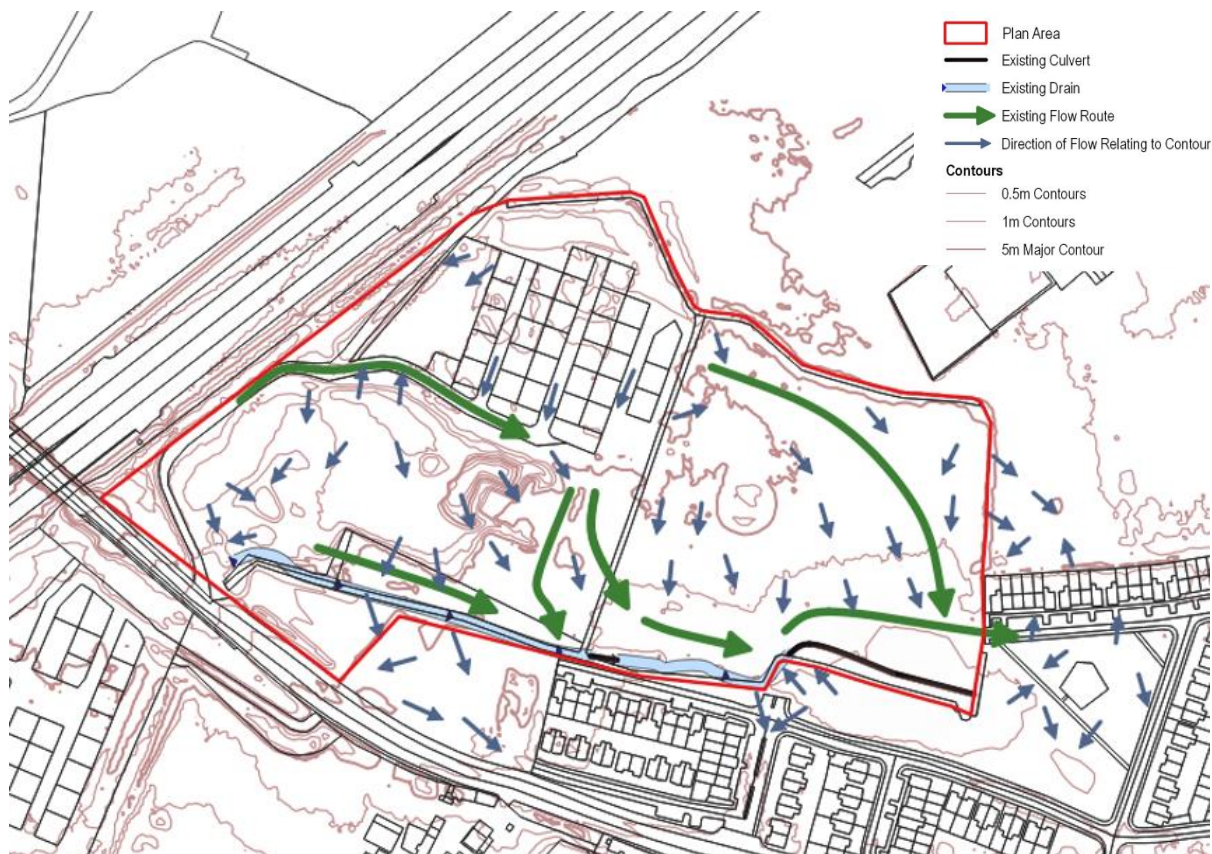 Plan Area
Existing Culvert
Existing Drain
Existing Flow Route
Direction of Flow Relating to Contour
Contours
0.5m Contours
1m Contours
5m Major Contour